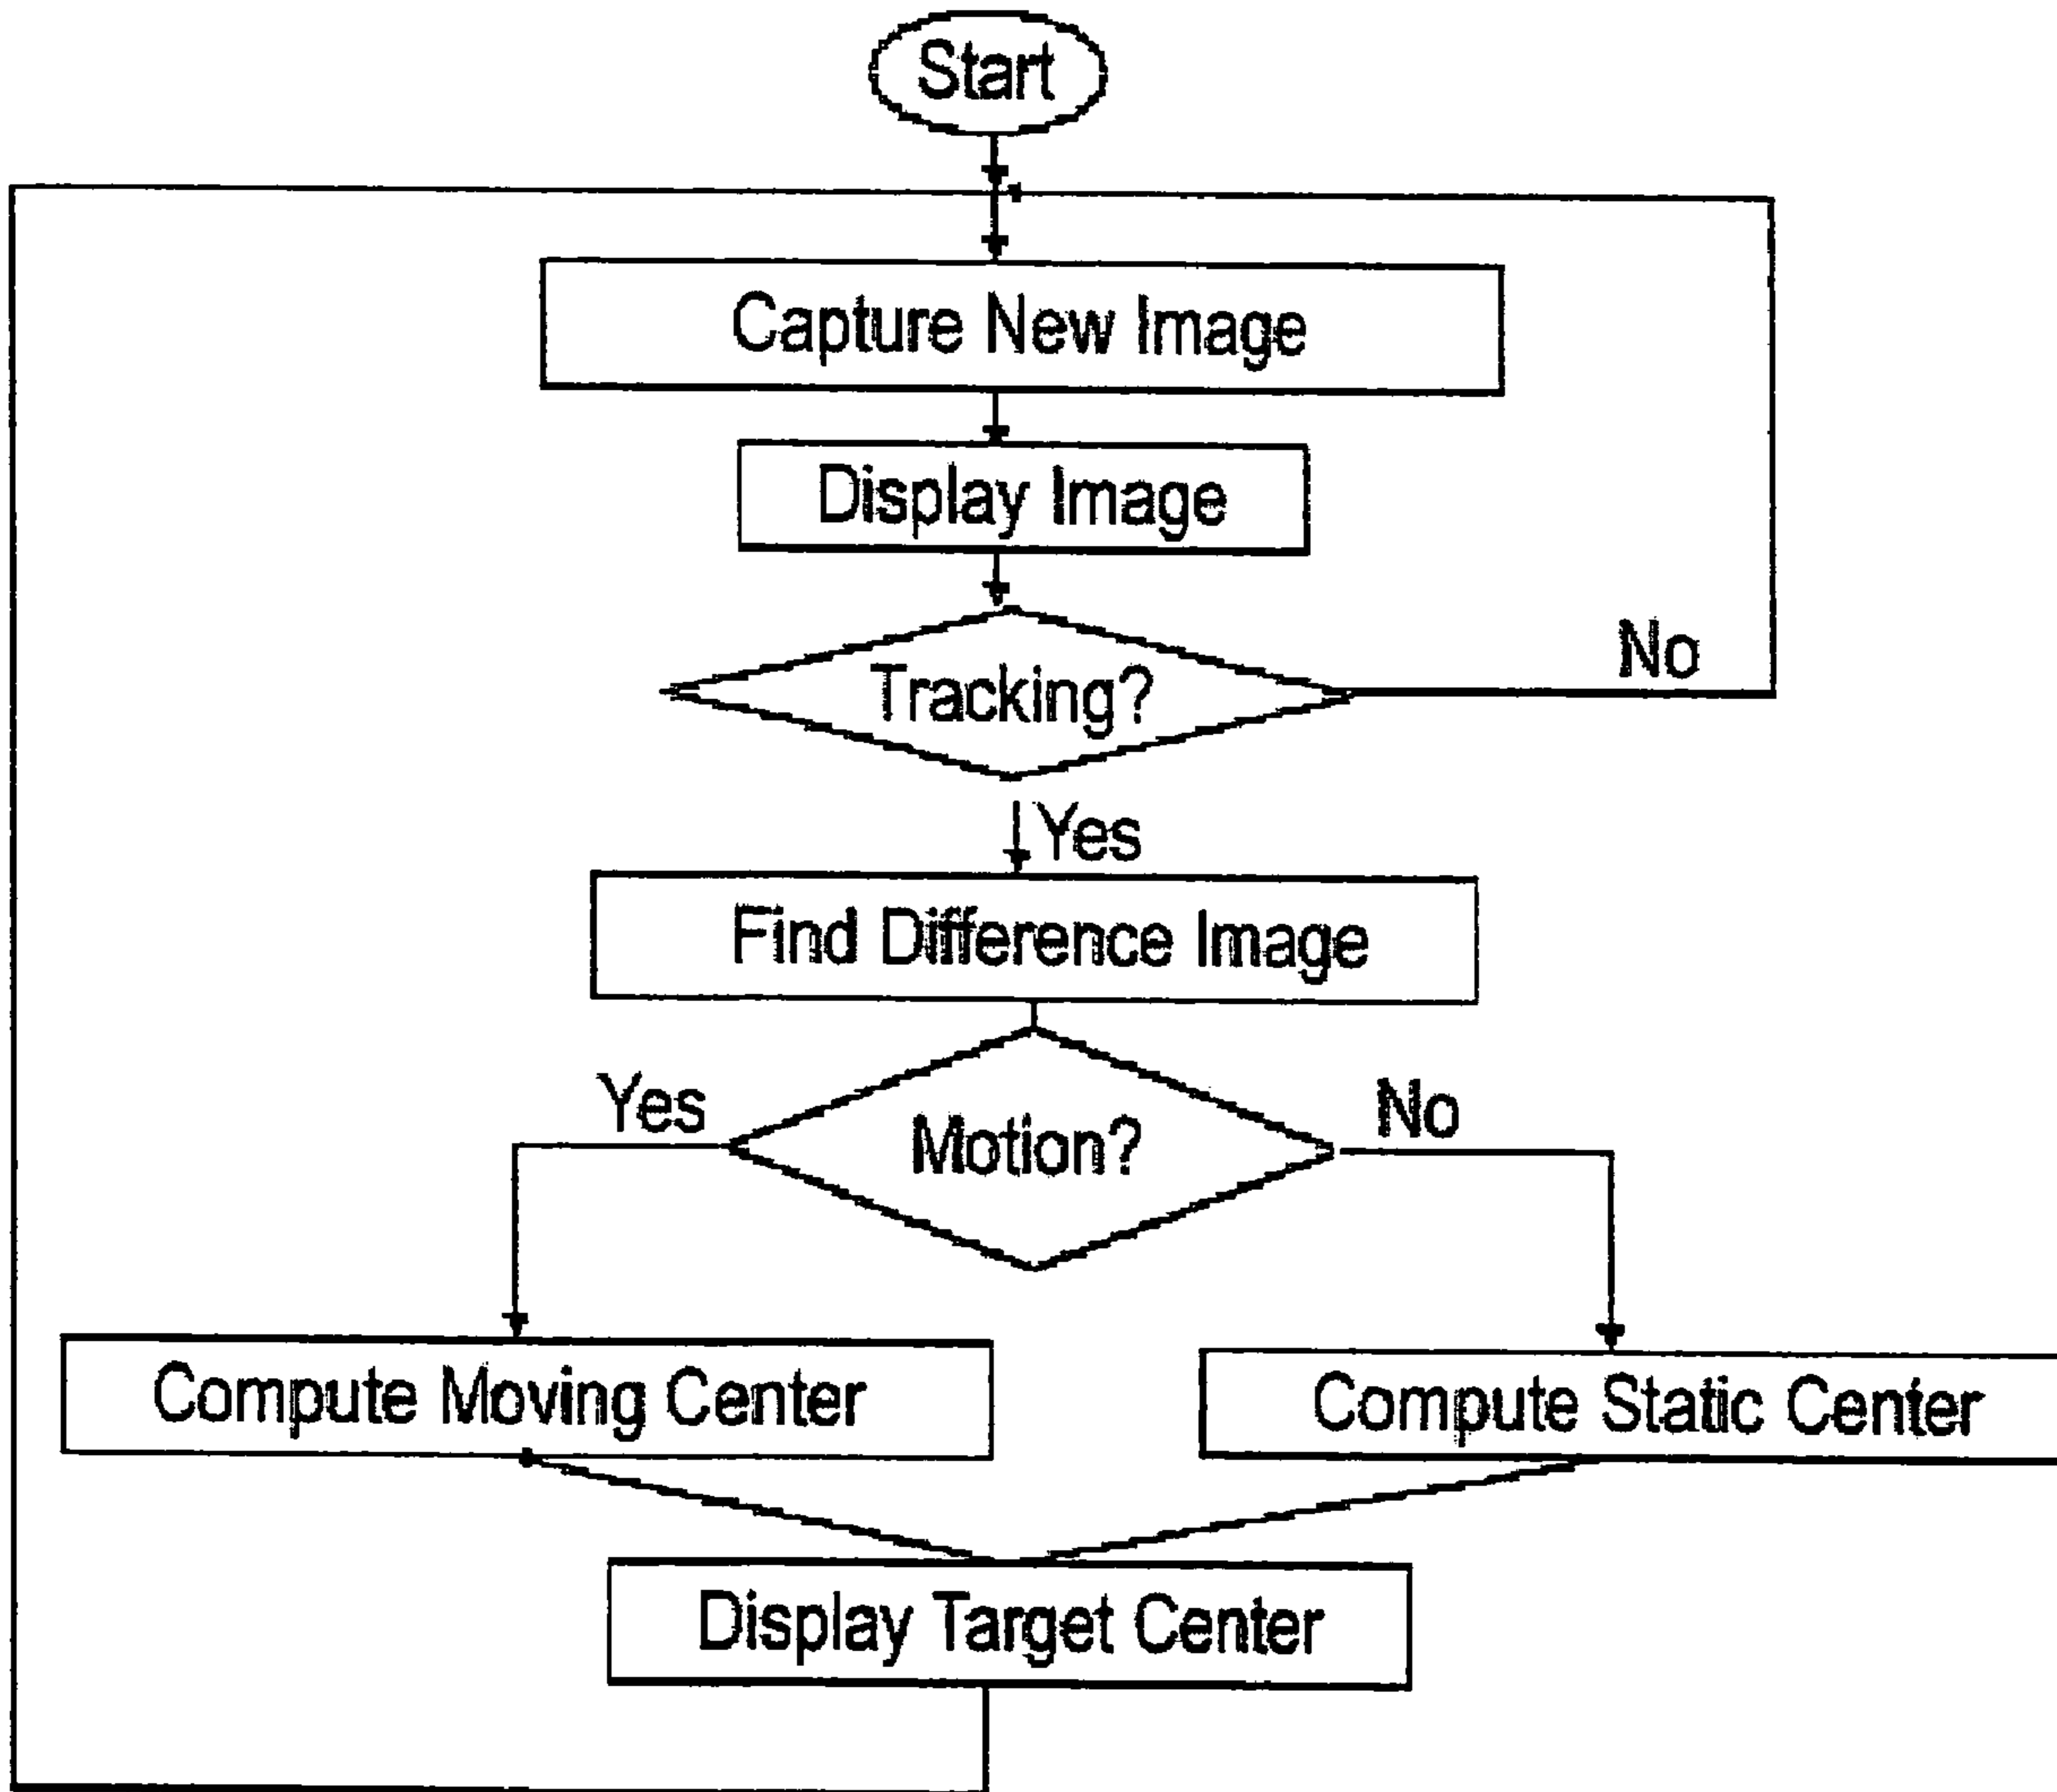 Start
Capture New Image
Display Image
Tracking?
No
Yes
Find Difference Image
Yes
Motion?
No
Compute Moving Center
Compute Static Center
Display Target Center